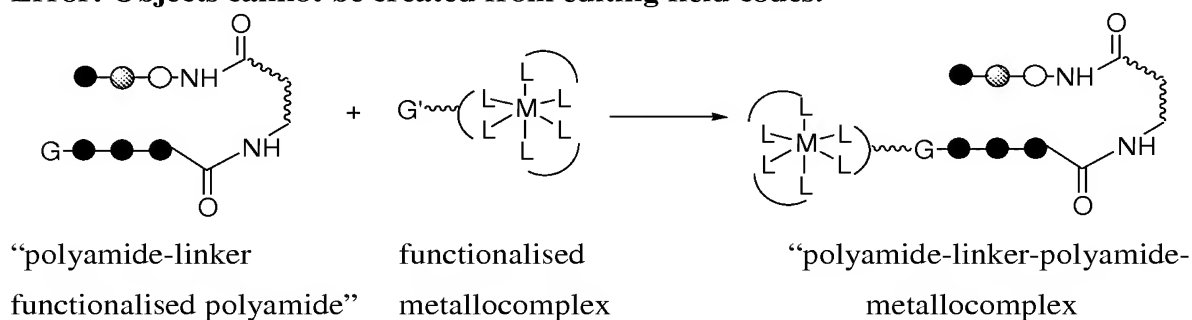 Error! Objects cannot be created from editing field codes.
O
NH
G
NH
O
+
G'
L
L L
M
L L
L
O
NH
L
L L
M
L L
L
G
NH
O
“polyamide-linker
functionalised polyamide”
functionalised
metallocomplex
“polyamide-linker-polyamide-
metallocomplex